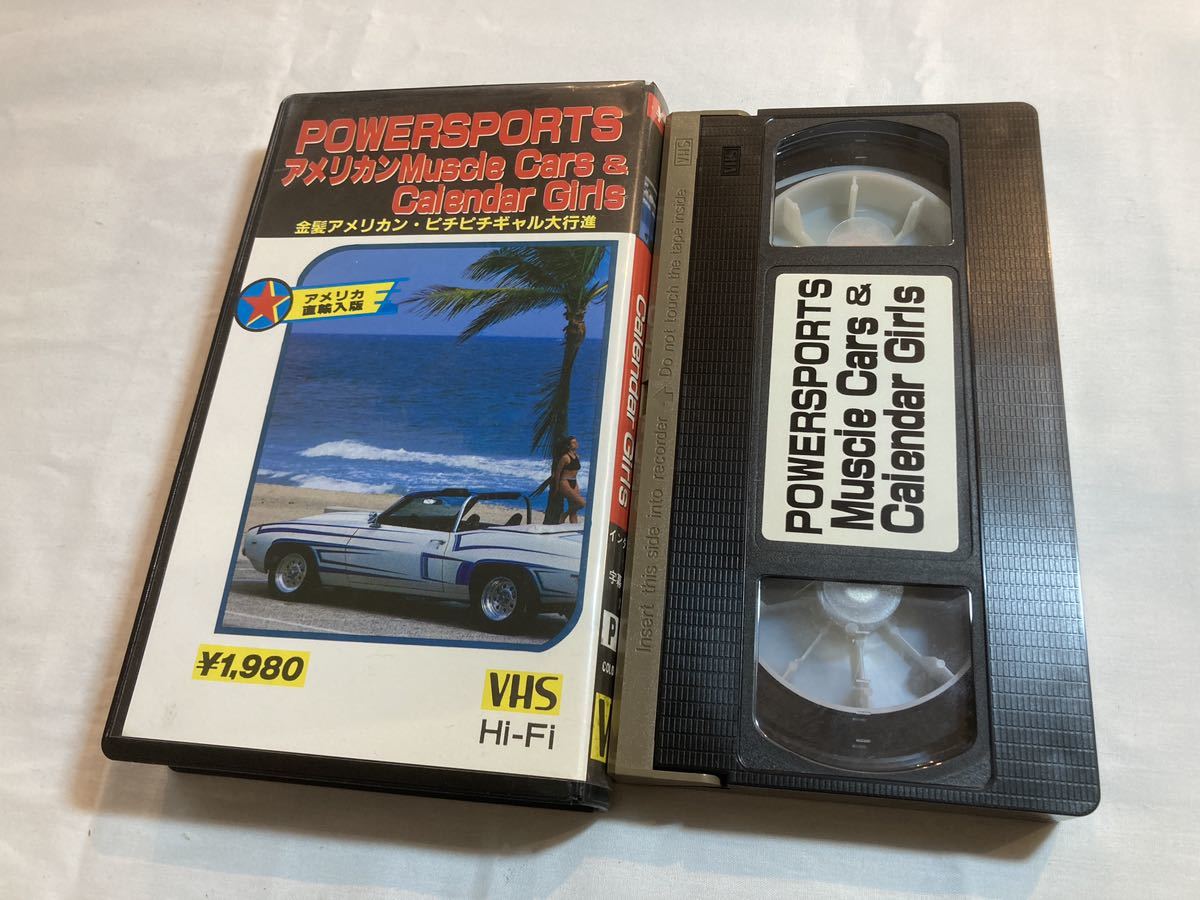 POWERSPORTS
アメリカンMuscle Cars &
Calendar Girls
金髪アメリカン・ピチピチギャル大行進
アメリカ
直輸入版
¥1,980
VHS
Hi-Fi
Calendar Girls
P
VHS
Insert this side into recorder
Do not touch the tape inside
VHS
POWERSPORTS
Muscle Cars &
Calendar Girls